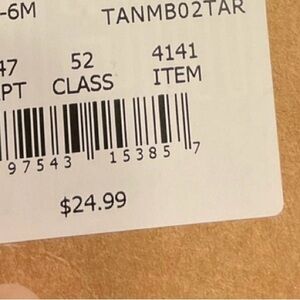 -6M TANMB02TAR
47 52 4141
PT CLASS ITEM
97543 15385 7
$24.99